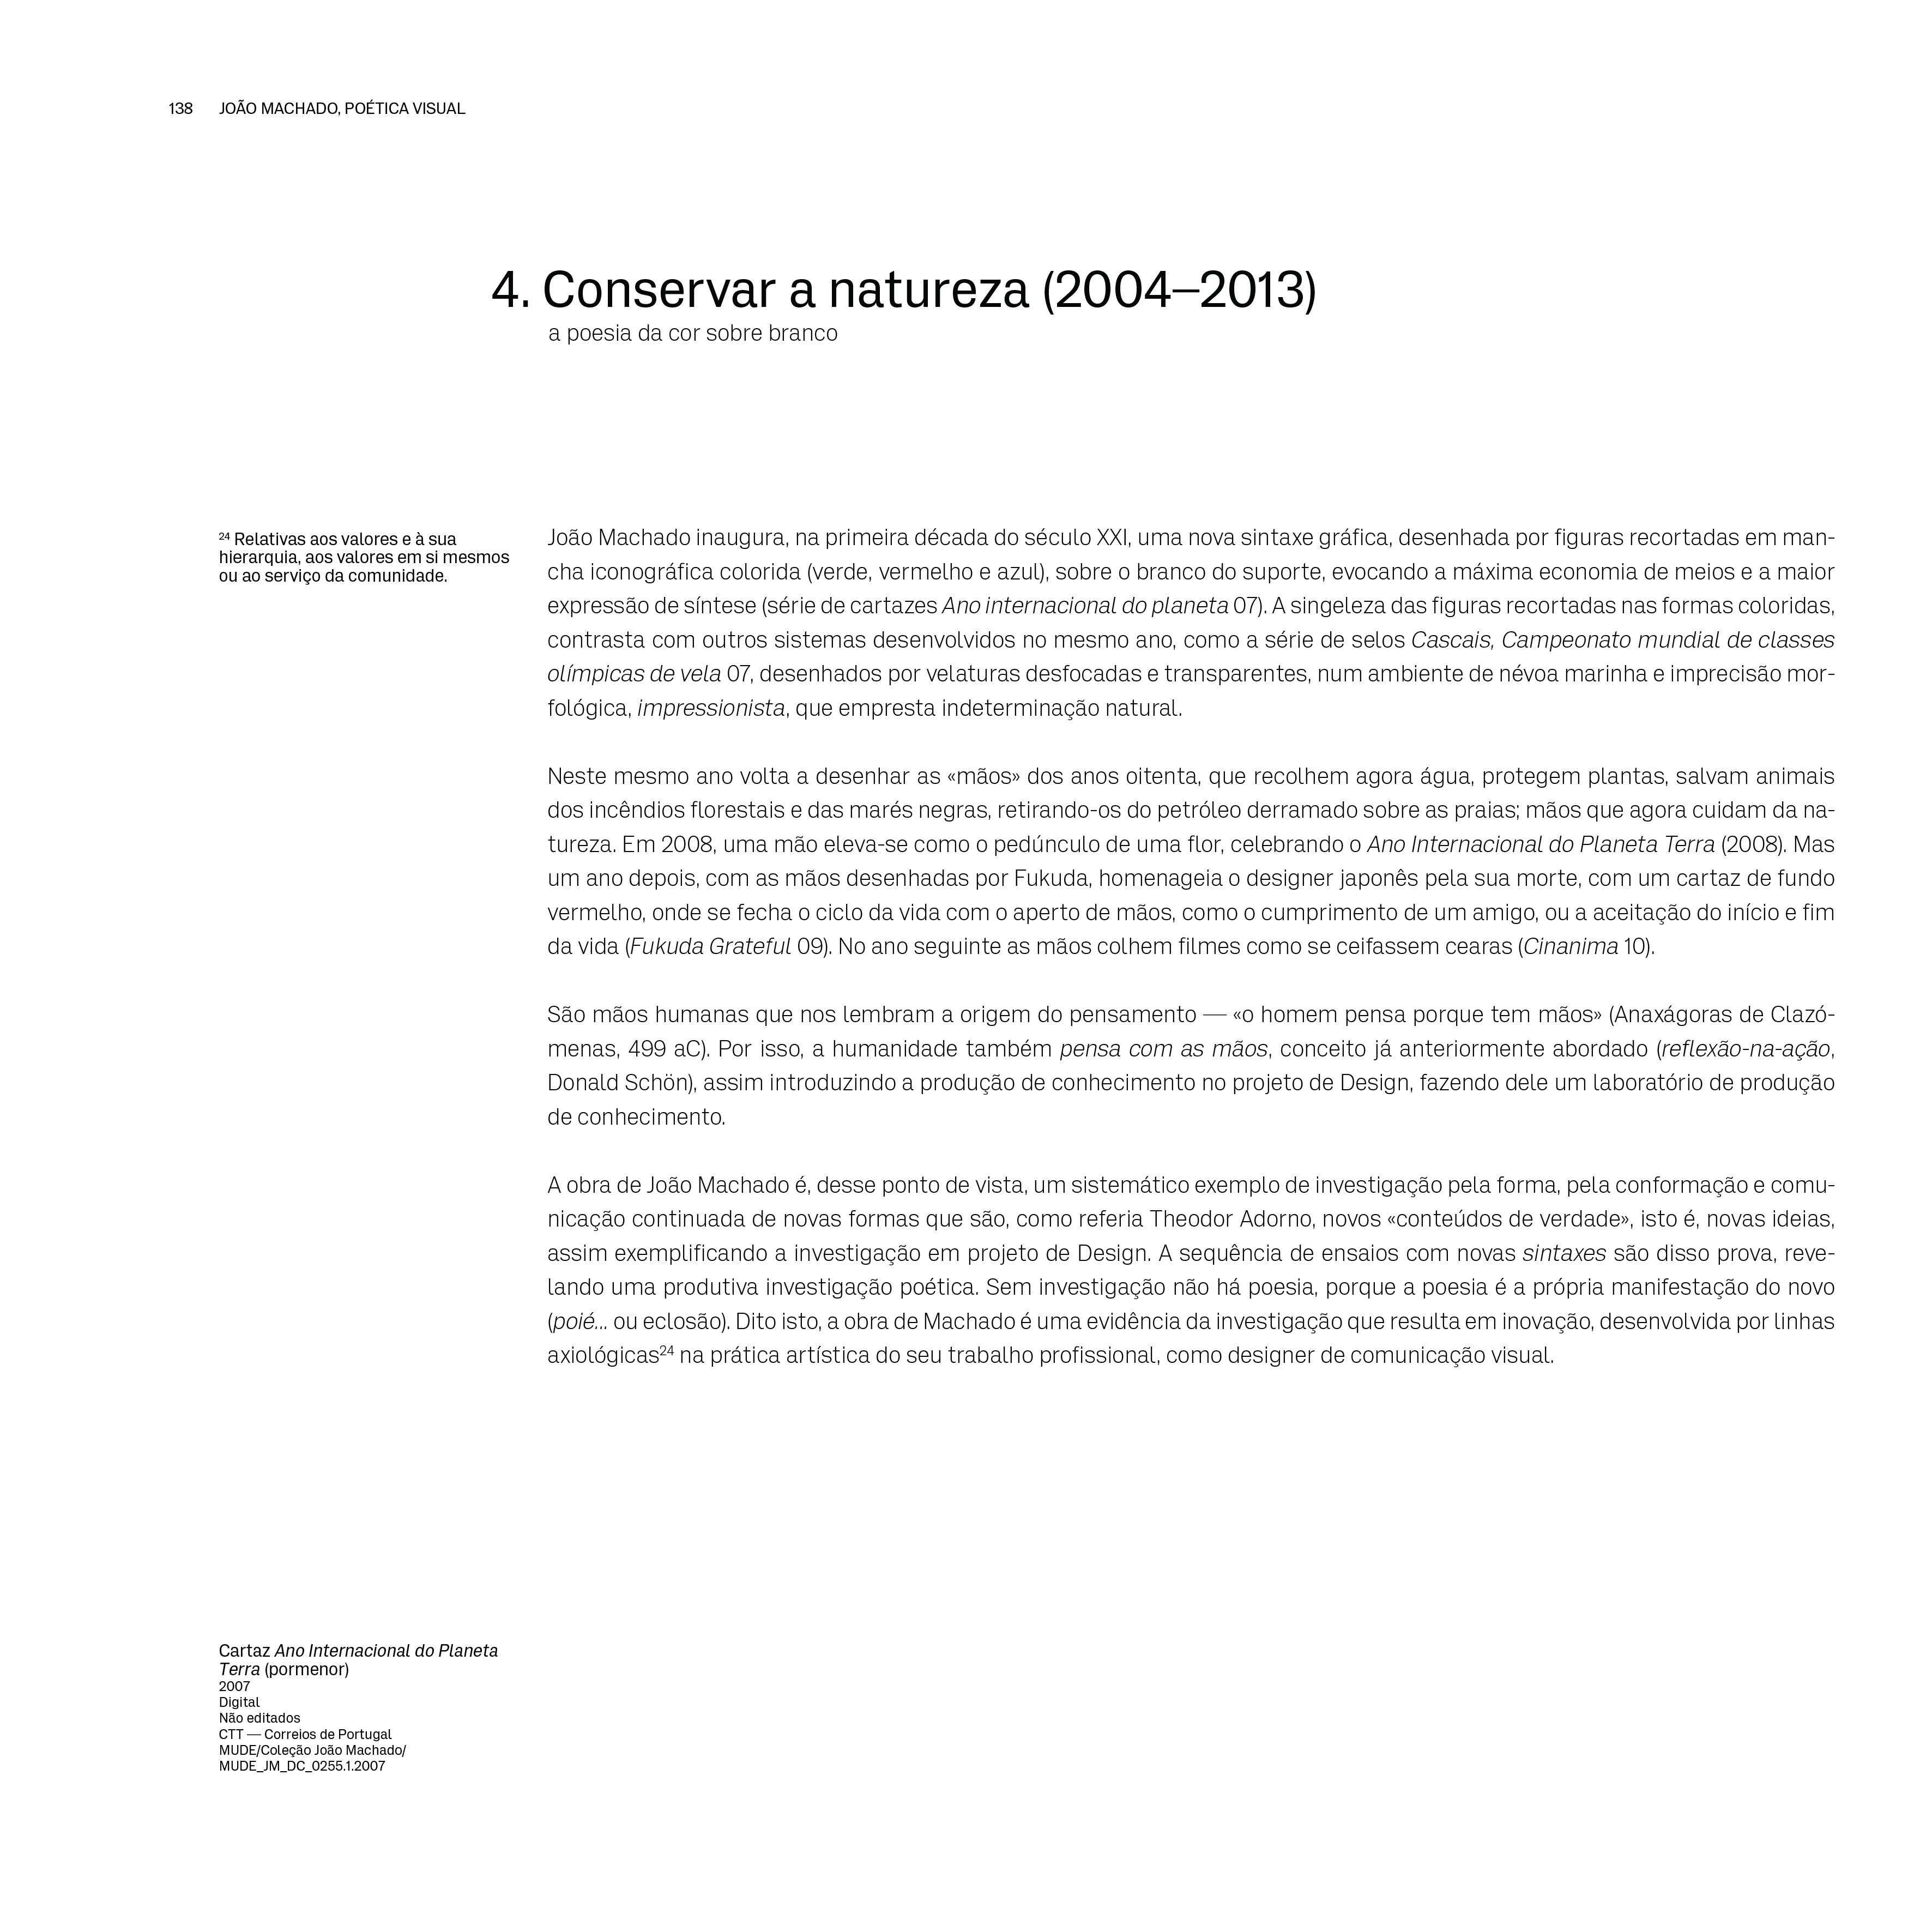 138 JOÃO MACHADO, POÉTICA VISUAL
4. Conservar a natureza (2004—2013)
a poesia da cor sobre branco
24 Relativas aos valores e à sua
hierarquia, aos valores em si mesmos
ou ao serviço da comunidade.
João Machado inaugura, na primeira década do século XXI, uma nova sintaxe gráfica, desenhada por figuras recortadas em man-
cha iconográfica colorida (verde, vermelho e azul), sobre o branco do suporte, evocando a máxima economia de meios e a maior
expressão de síntese (série de cartazes Ano internacional do planeta 07). A singeleza das figuras recortadas nas formas coloridas,
contrasta com outros sistemas desenvolvidos no mesmo ano, como a série de selos Cascais, Campeonato mundial de classes
olímpicas de vela 07, desenhados por velaturas desfocadas e transparentes, num ambiente de névoa marinha e imprecisão mor-
fológica, impressionista, que empresta indeterminação natural.
Neste mesmo ano volta a desenhar as «mãos» dos anos oitenta, que recolhem agora água, protegem plantas, salvam animais
dos incêndios florestais e das marés negras, retirando-os do petróleo derramado sobre as praias; mãos que agora cuidam da na-
tureza. Em 2008, uma mão eleva-se como o pedúnculo de uma flor, celebrando o Ano Internacional do Planeta Terra (2008). Mas
um ano depois, com as mãos desenhadas por Fukuda, homenageia o designer japonês pela sua morte, com um cartaz de fundo
vermelho, onde se fecha o ciclo da vida com o aperto de mãos, como o cumprimento de um amigo, ou a aceitação do início e fim
da vida (Fukuda Grateful 09). No ano seguinte as mãos colhem filmes como se ceifassem cearas (Cinanima 10).
São mãos humanas que nos lembram a origem do pensamento — «o homem pensa porque tem mãos» (Anaxágoras de Clazó-
menas, 499 aC). Por isso, a humanidade também pensa com as mãos, conceito já anteriormente abordado (reflexão-na-ação,
Donald Schön), assim introduzindo a produção de conhecimento no projeto de Design, fazendo dele um laboratório de produção
de conhecimento.
A obra de João Machado é, desse ponto de vista, um sistemático exemplo de investigação pela forma, pela conformação e comu-
nicação continuada de novas formas que são, como referia Theodor Adorno, novos «conteúdos de verdade», isto é, novas ideias,
assim exemplificando a investigação em projeto de Design. A sequência de ensaios com novas sintaxes são disso prova, reve-
lando uma produtiva investigação poética. Sem investigação não há poesia, porque a poesia é a própria manifestação do novo
(poié... ou eclosão). Dito isto, a obra de Machado é uma evidência da investigação que resulta em inovação, desenvolvida por linhas
axiológicas24 na prática artística do seu trabalho profissional, como designer de comunicação visual.
Cartaz Ano Internacional do Planeta
Terra (pormenor)
2007
Digital
Não editados
CTT — Correios de Portugal
MUDE/Coleção João Machado/
MUDE_JM_DC_0255.1.2007